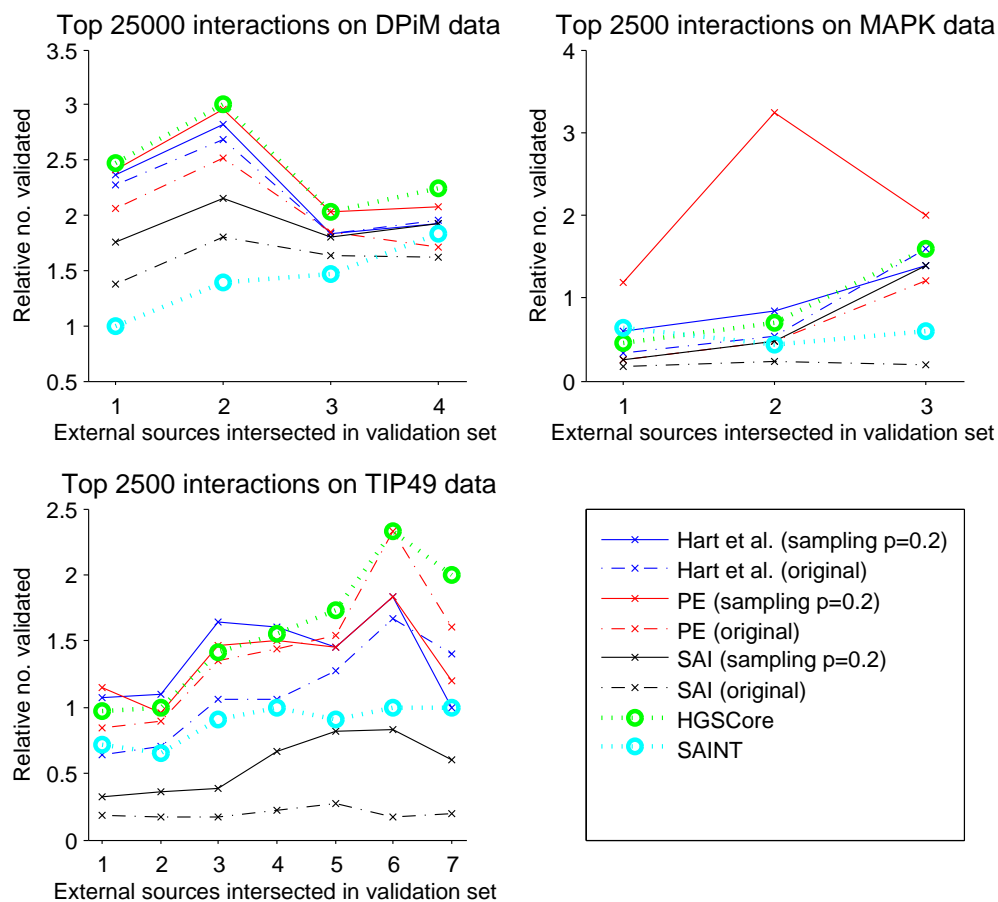 Top 25000 interactions on DPiM data
3.5
3
2.5
2
1.5
1
0.5
1 2 3 4
Relative no. validated
External sources intersected in validation set
Top 2500 interactions on MAPK data
4
3
2
1
0
1 2 3
Relative no. validated
External sources intersected in validation set
Top 2500 interactions on TIP49 data
2.5
2
1.5
1
0.5
0
1 2 3 4 5 6 7
Relative no. validated
External sources intersected in validation set
Hart et al. (sampling p=0.2)
Hart et al. (original)
PE (sampling p=0.2)
PE (original)
SAI (sampling p=0.2)
SAI (original)
HGSCore
SAINT